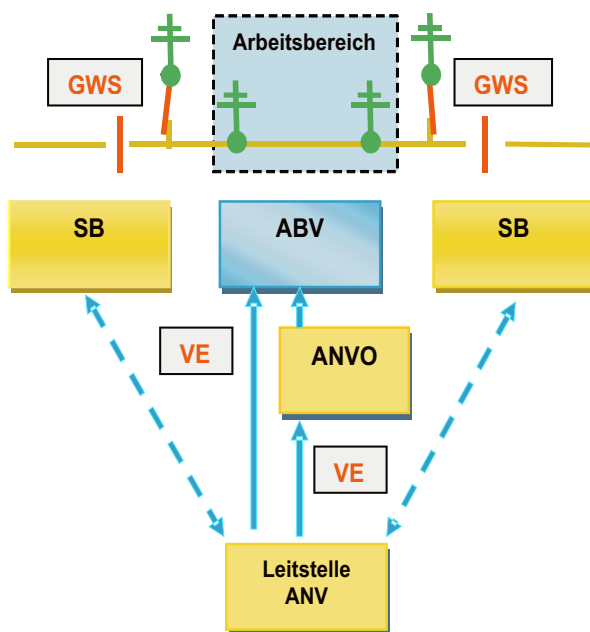 Arbeitsbereich
GWS
GWS
SB
ABV
SB
VE
ANVO
VE
Leitstelle
ANV